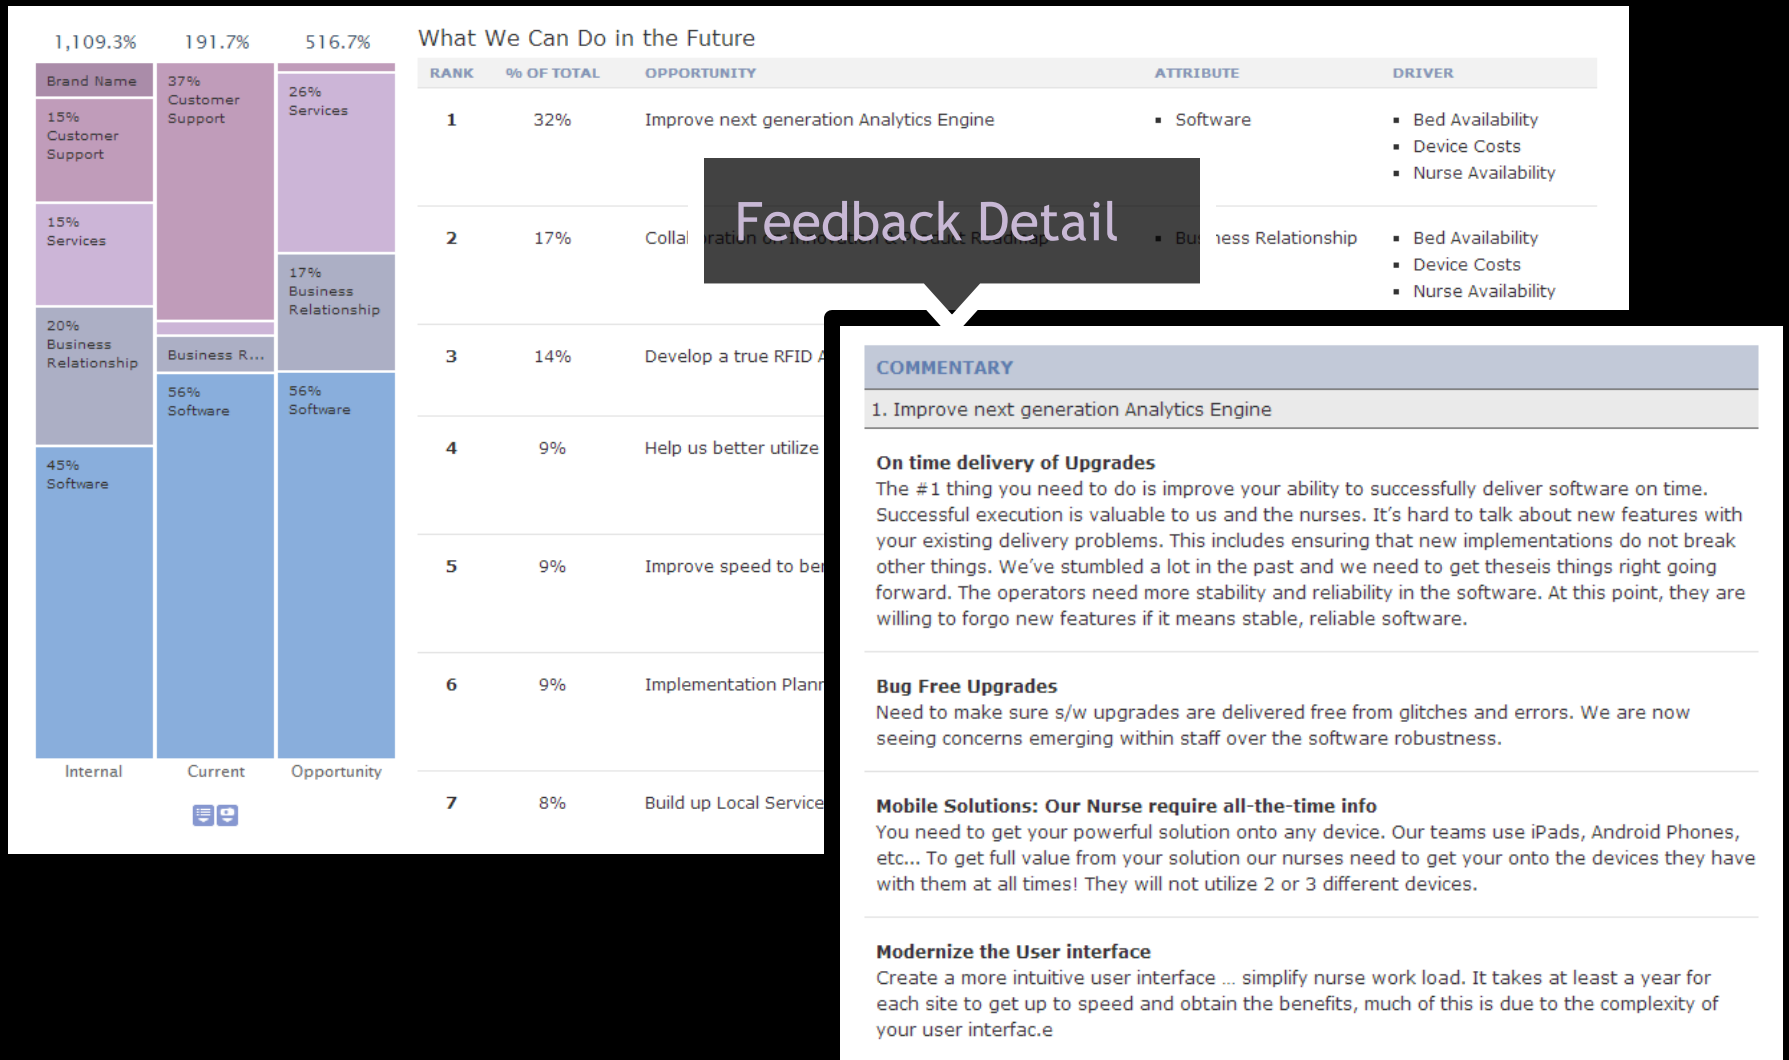 1,109.3%
191.7%
516.7%
Brand Name
15%
Customer
Support
15%
Services
20%
Business
Relationship
45%
Software
Internal
37%
Customer
Support
Business R...
56%
Software
Current
26%
Services
17%
Business
Relationship
56%
Software
Opportunity
What We Can Do in the Future
RANK % OF TOTAL OPPORTUNITY ATTRIBUTE DRIVER
1 32% Improve next generation Analytics Engine ▪ Software ▪ Bed Availability
▪ Device Costs
▪ Nurse Availability
Feedback Detail
2 17% Collaboration on Innovation & Product Roadmap ▪ Business Relationship ▪ Bed Availability
▪ Device Costs
▪ Nurse Availability
3 14% Develop a true RFID
4 9% Help us better utilize
5 9% Improve speed to
6 9% Implementation
7 8% Build up Local Service
COMMENTARY
1. Improve next generation Analytics Engine
On time delivery of Upgrades
The #1 thing you need to do is improve your ability to successfully deliver software on time.
Successful execution is valuable to us and the nurses. It’s hard to talk about new features with
your existing delivery problems. This includes ensuring that new implementations do not break
other things. We’ve stumbled a lot in the past and we need to get theseis things right going
forward. The operators need more stability and reliability in the software. At this point, they are
willing to forgo new features if it means stable, reliable software.
Bug Free Upgrades
Need to make sure s/w upgrades are delivered free from glitches and errors. We are now
seeing concerns emerging within staff over the software robustness.
Mobile Solutions: Our Nurse require all-the-time info
You need to get your powerful solution onto any device. Our teams use iPads, Android Phones,
etc... To get full value from your solution our nurses need to get your onto the devices they have
with them at all times! They will not utilize 2 or 3 different devices.
Modernize the User interface
Create a more intuitive user interface … simplify nurse work load. It takes at least a year for
each site to get up to speed and obtain the benefits, much of this is due to the complexity of
your user interfac.e